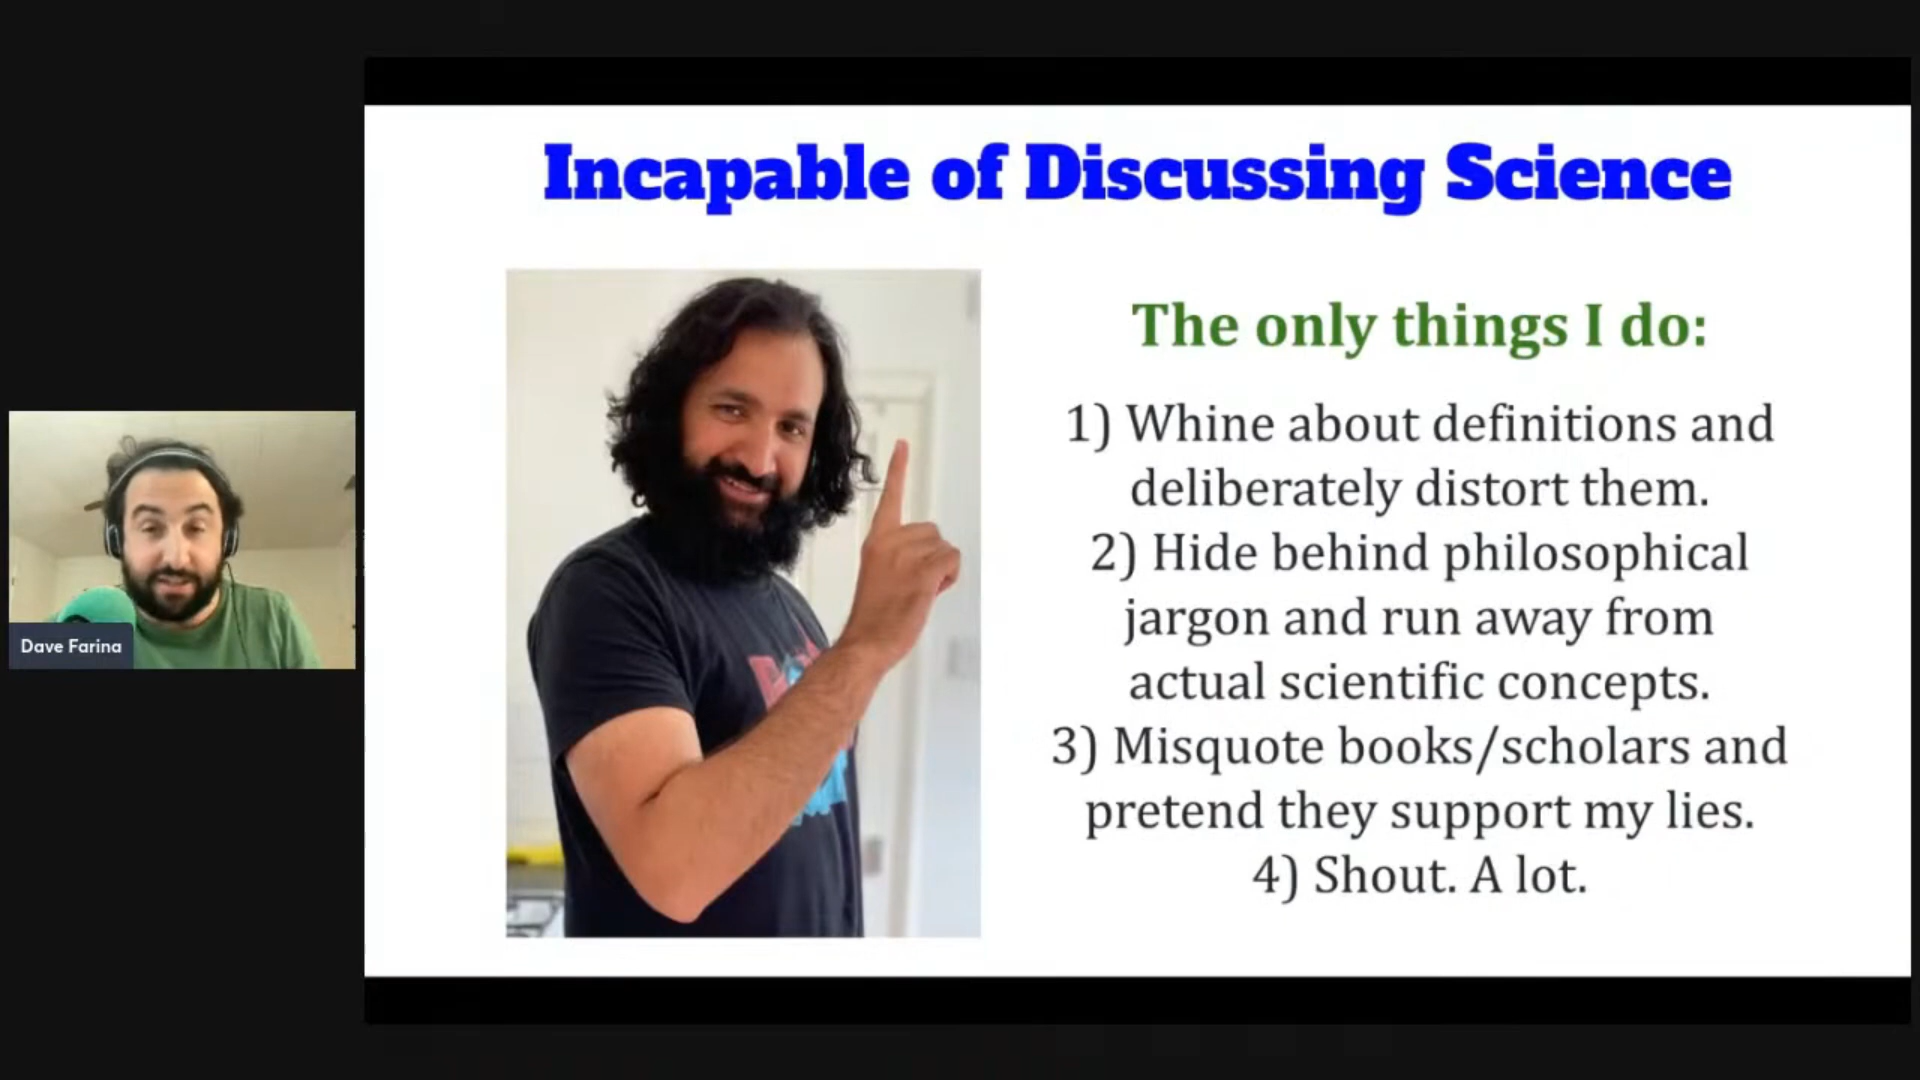 Incapable of Discussing Science
The only things I do:
1) Whine about definitions and
deliberately distort them.
2) Hide behind philosophical
jargon and run away from
actual scientific concepts.
3) Misquote books/scholars and
pretend they support my lies.
4) Shout. A lot.
Dave Farina